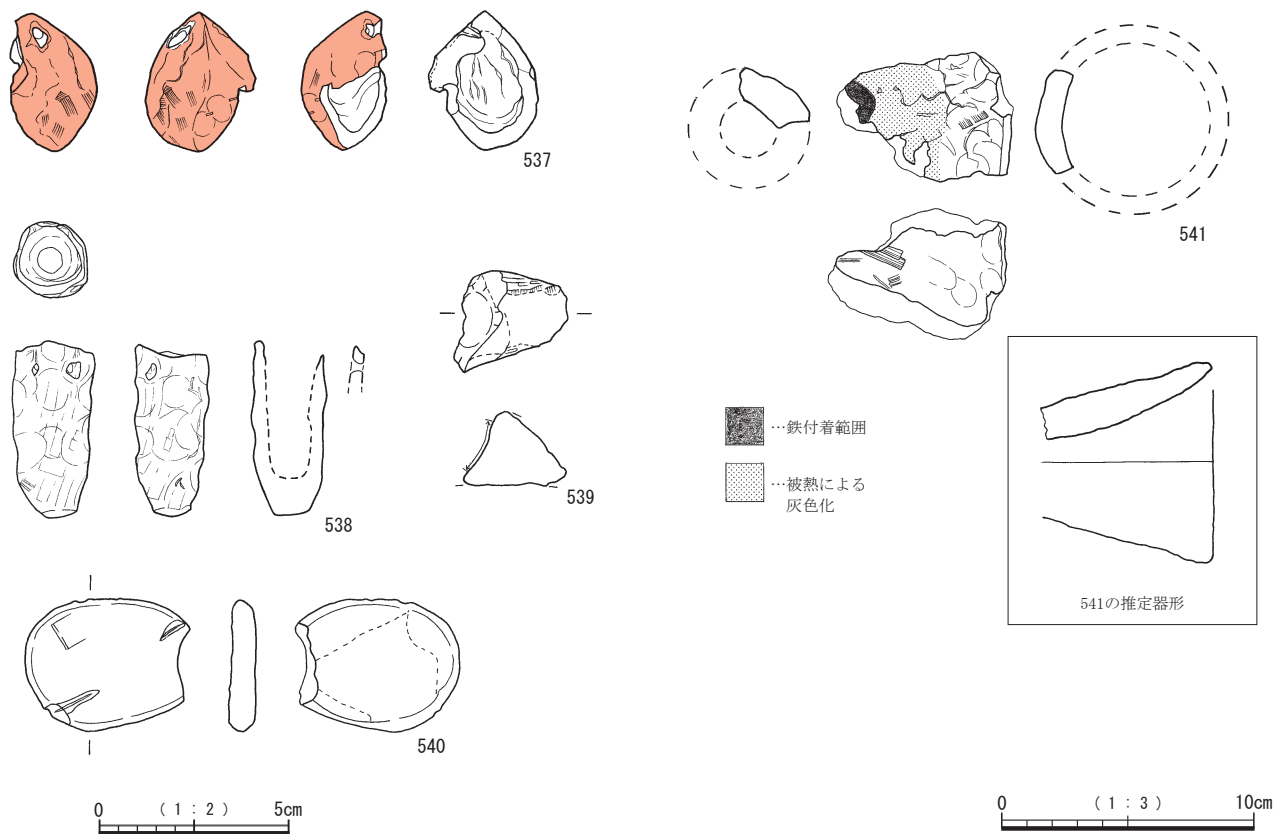 537
538
539
540
0 (1:2) 5cm
541
…鉄付着範囲
…被熱による
灰色化
541の推定器形
0 (1:3) 10cm